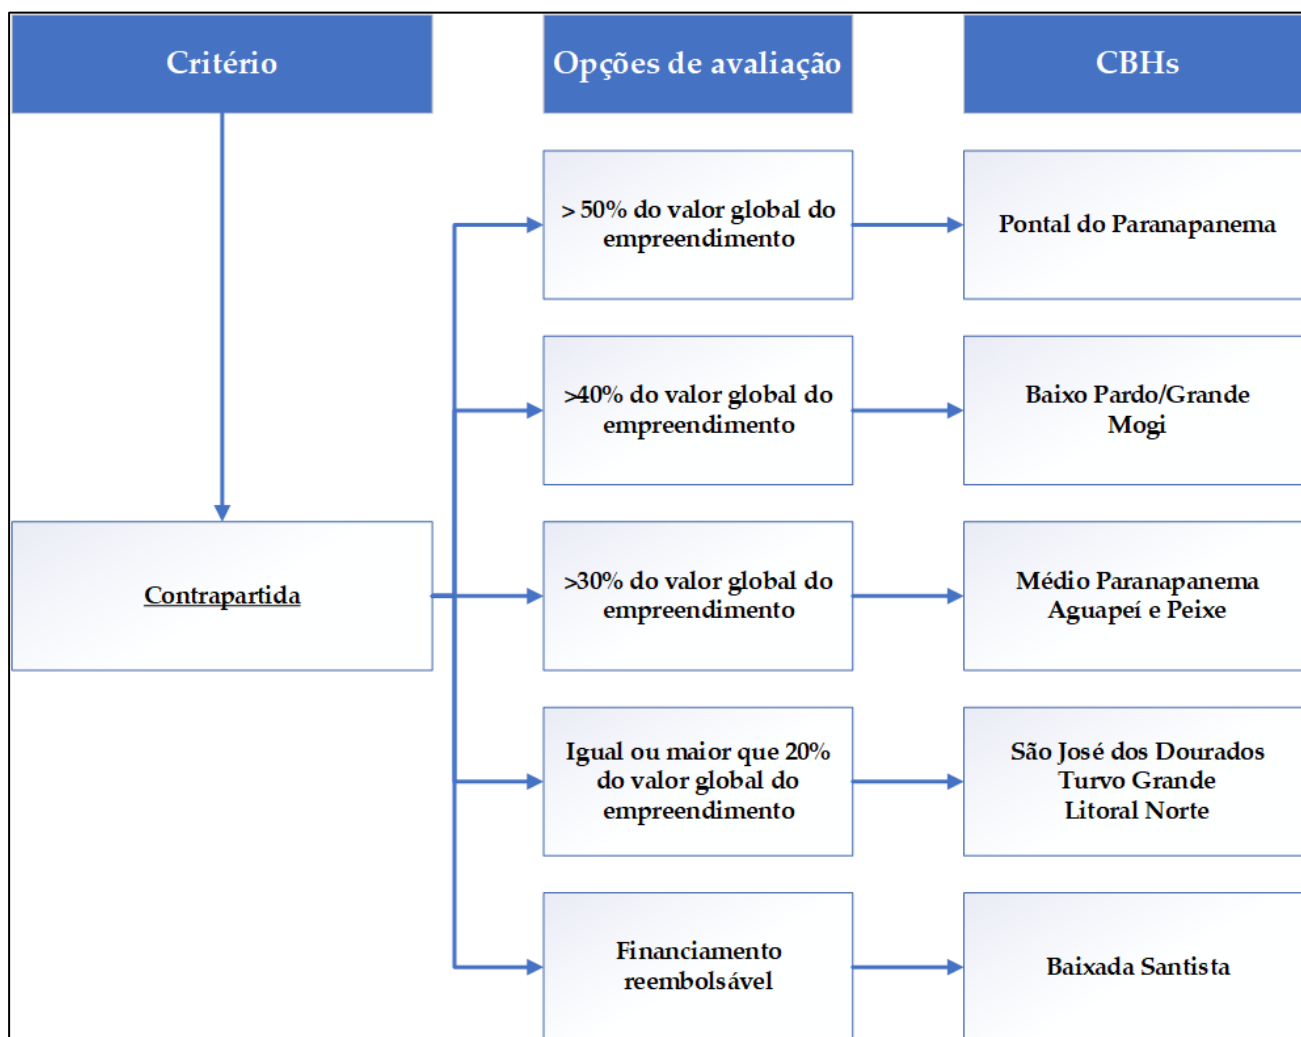 Critério
Opções de avaliação
CBHs
> 50% do valor global do
empreendimento
Pontal do Paranapanema
>40% do valor global do
empreendimento
Baixo Pardo/Grande
Mogi
Contrapartida
>30% do valor global do
empreendimento
Médio Paranapanema
Aguapeí e Peixe
Igual ou maior que 20%
do valor global do
empreendimento
São José dos Dourados
Turvo Grande
Litoral Norte
Financiamento
reembolsável
Baixada Santista